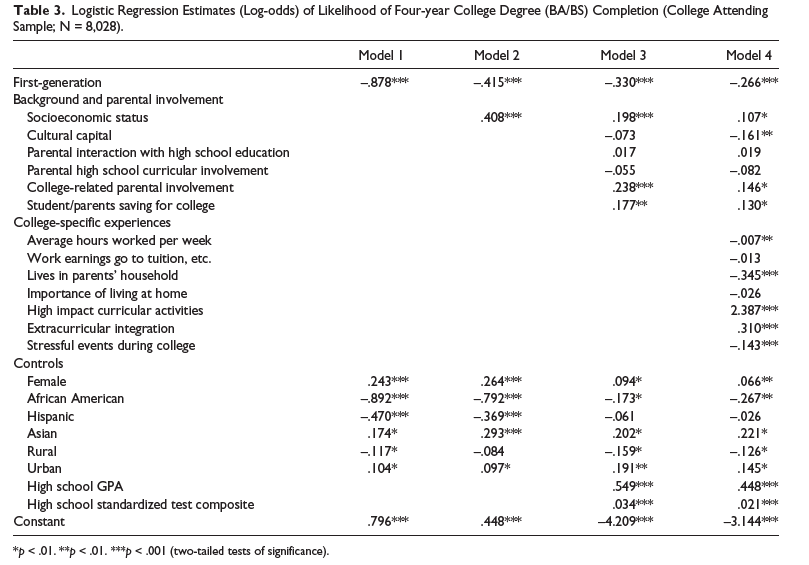 Table 3. Logistic Regression Estimates (Log-odds) of Likelihood of Four-year College Degree (BA/BS) Completion (College Attending
Sample; N = 8,028).
Model 1 Model 2 Model 3 Model 4
First-generation –.878*** –.415*** –.330*** –.266***
Background and parental involvement
Socioeconomic status .408*** .198*** .107*
Cultural capital –.073 –.161**
Parental interaction with high school education .017 .019
Parental high school curricular involvement –.055 –.082
College-related parental involvement .238*** .146*
Student/parents saving for college .177** .130*
College-specific experiences
Average hours worked per week –.007**
Work earnings go to tuition, etc. –.013
Lives in parents' household –.345***
Importance of living at home –.026
High impact curricular activities 2.387***
Extracurricular integration .310***
Stressful events during college –.143***
Controls
Female .243*** .264*** .094* .066**
African American –.892*** –.792*** –.173* –.267**
Hispanic –.470*** –.369*** –.061 –.026
Asian .174* .293*** .202* .221*
Rural –.117* –.084 –.159* –.126*
Urban .104* .097* .191** .145*
High school GPA .549*** .448***
High school standardized test composite .034*** .021***
Constant .796*** .448*** –4.209*** –3.144***
*p < .01. **p < .01. ***p < .001 (two-tailed tests of significance).